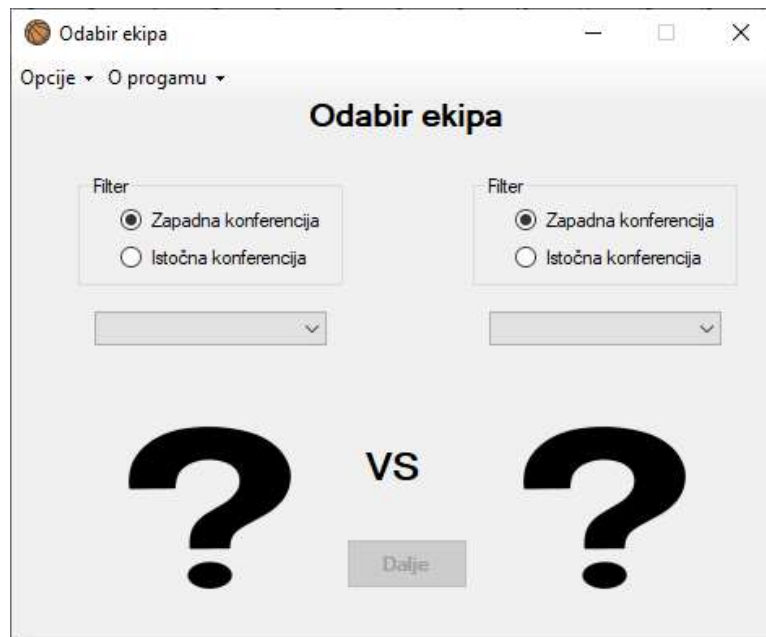 Odabir ekipa
Opcije O progamu
Odabir ekipa
Filter
Zapadna konferencija
Istočna konferencija
Filter
Zapadna konferencija
Istočna konferencija
? VS ?
Dalje